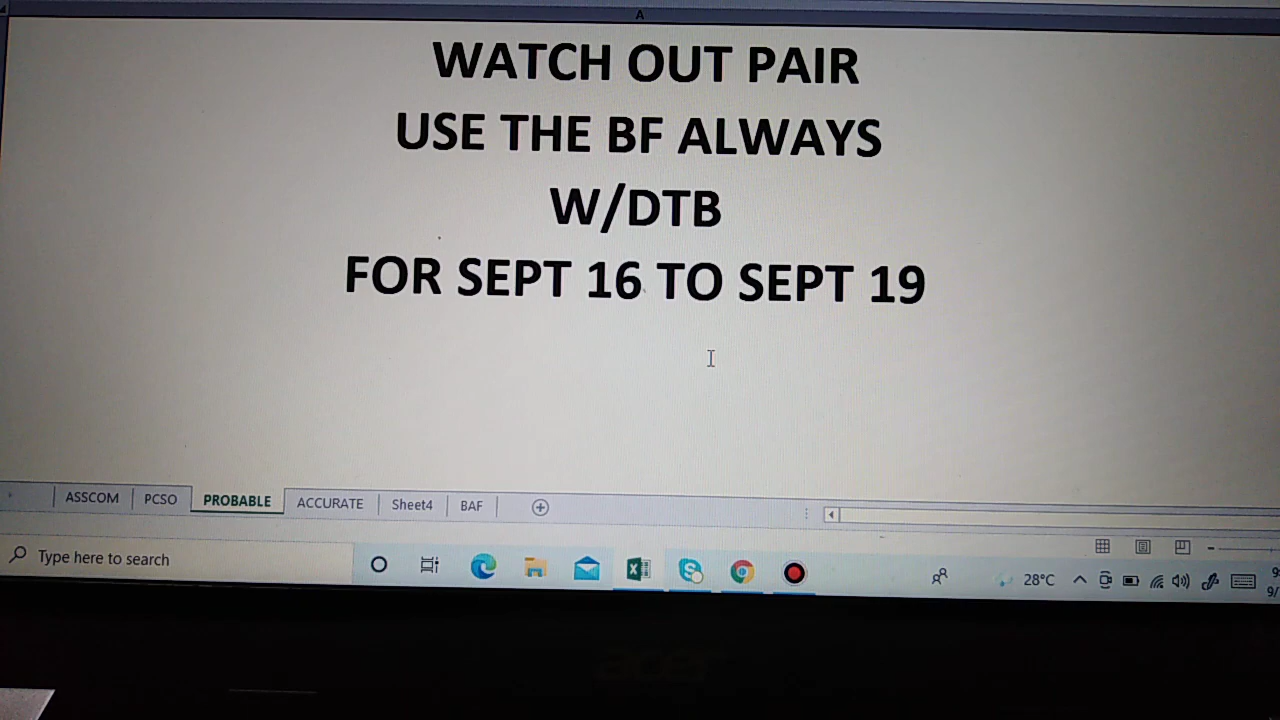 A
WATCH OUT PAIR
USE THE BF ALWAYS
W/DTB
FOR SEPT 16 TO SEPT 19
ASSCOM PCSO PROBABLE ACCURATE Sheet4 BAF
Type here to search
28°C
acer